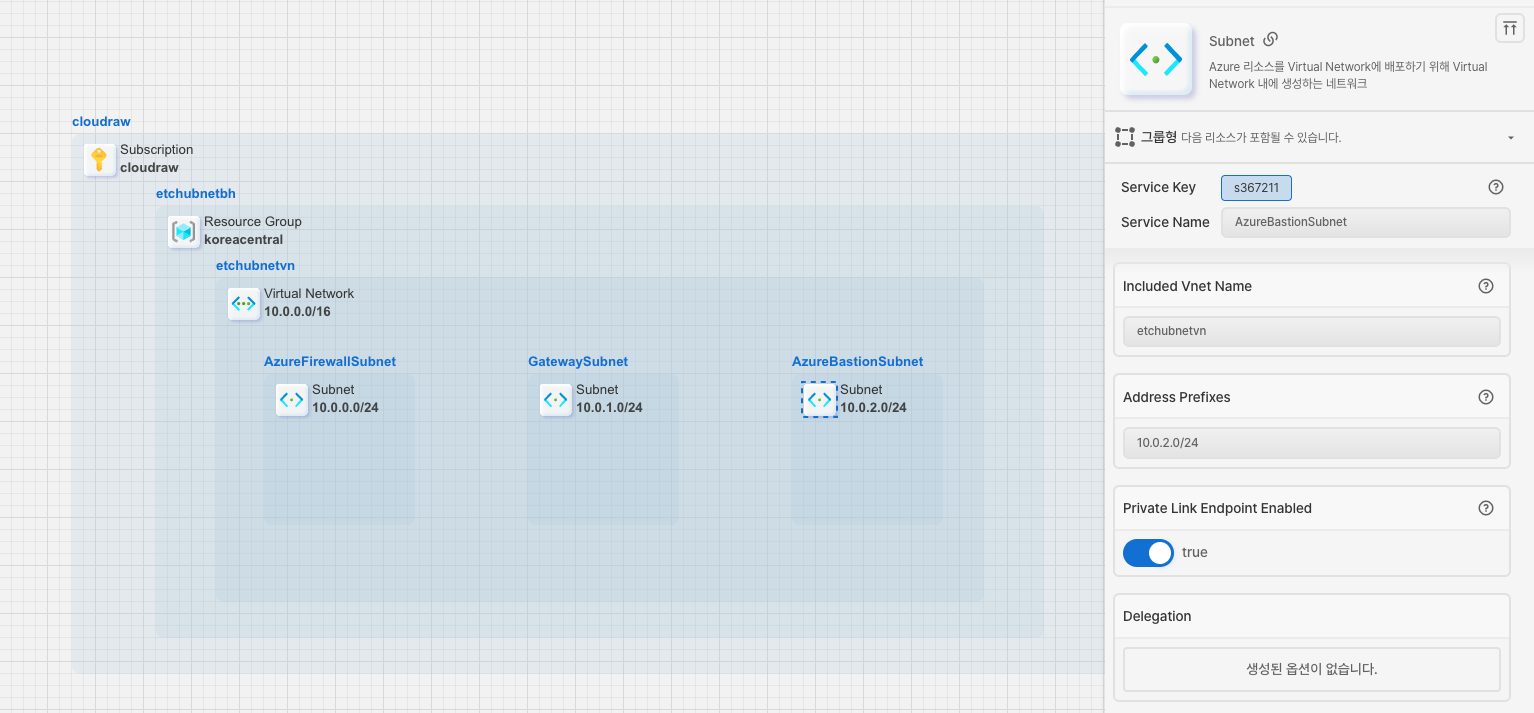 cloudraw
Subscription
cloudraw
etchubnetbh
Resource Group
koreacentral
etchubnetvn
Virtual Network
10.0.0.0/16
AzureFirewallSubnet
Subnet
10.0.0.0/24
GatewaySubnet
Subnet
10.0.1.0/24
AzureBastionSubnet
Subnet
10.0.2.0/24
Subnet
Azure 리소스를 Virtual Network에 배포하기 위해 Virtual
Network 내에 생성하는 네트워크
그룹형 다음 리소스가 포함될 수 있습니다.
Service Key s367211
Service Name AzureBastionSubnet
Included Vnet Name
etchubnetvn
Address Prefixes
10.0.2.0/24
Private Link Endpoint Enabled
true
Delegation
생성된 옵션이 없습니다.